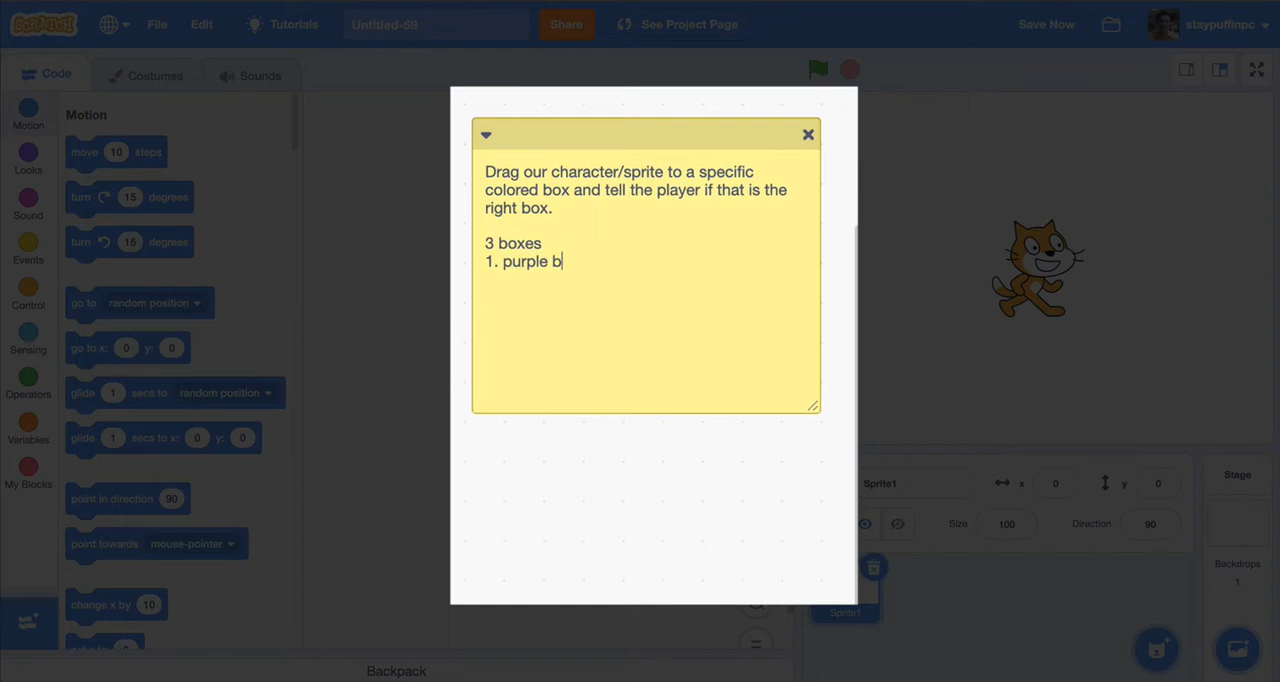 SCRATCH
File
Edit
Tutorials
Untitled-59
Share
See Project Page
Save Now
staypuffinpc
Code
Costumes
Sounds
Motion
Looks
Sound
Events
Control
Sensing
Operators
Variables
My Blocks
Motion
move 10 steps
turn 15 degrees
turn 15 degrees
go to random position
go to x: 0 y: 0
glide 1 secs to random position
glide 1 secs to x: 0 y: 0
point in direction 90
point towards mouse-pointer
change x by 10
Drag our character/sprite to a specific
colored box and tell the player if that is the
right box.
3 boxes
1. purple b
Sprite1
x 0
y 0
Size 100
Direction 90
Stage
Backdrops
1
Sprite1
Backpack